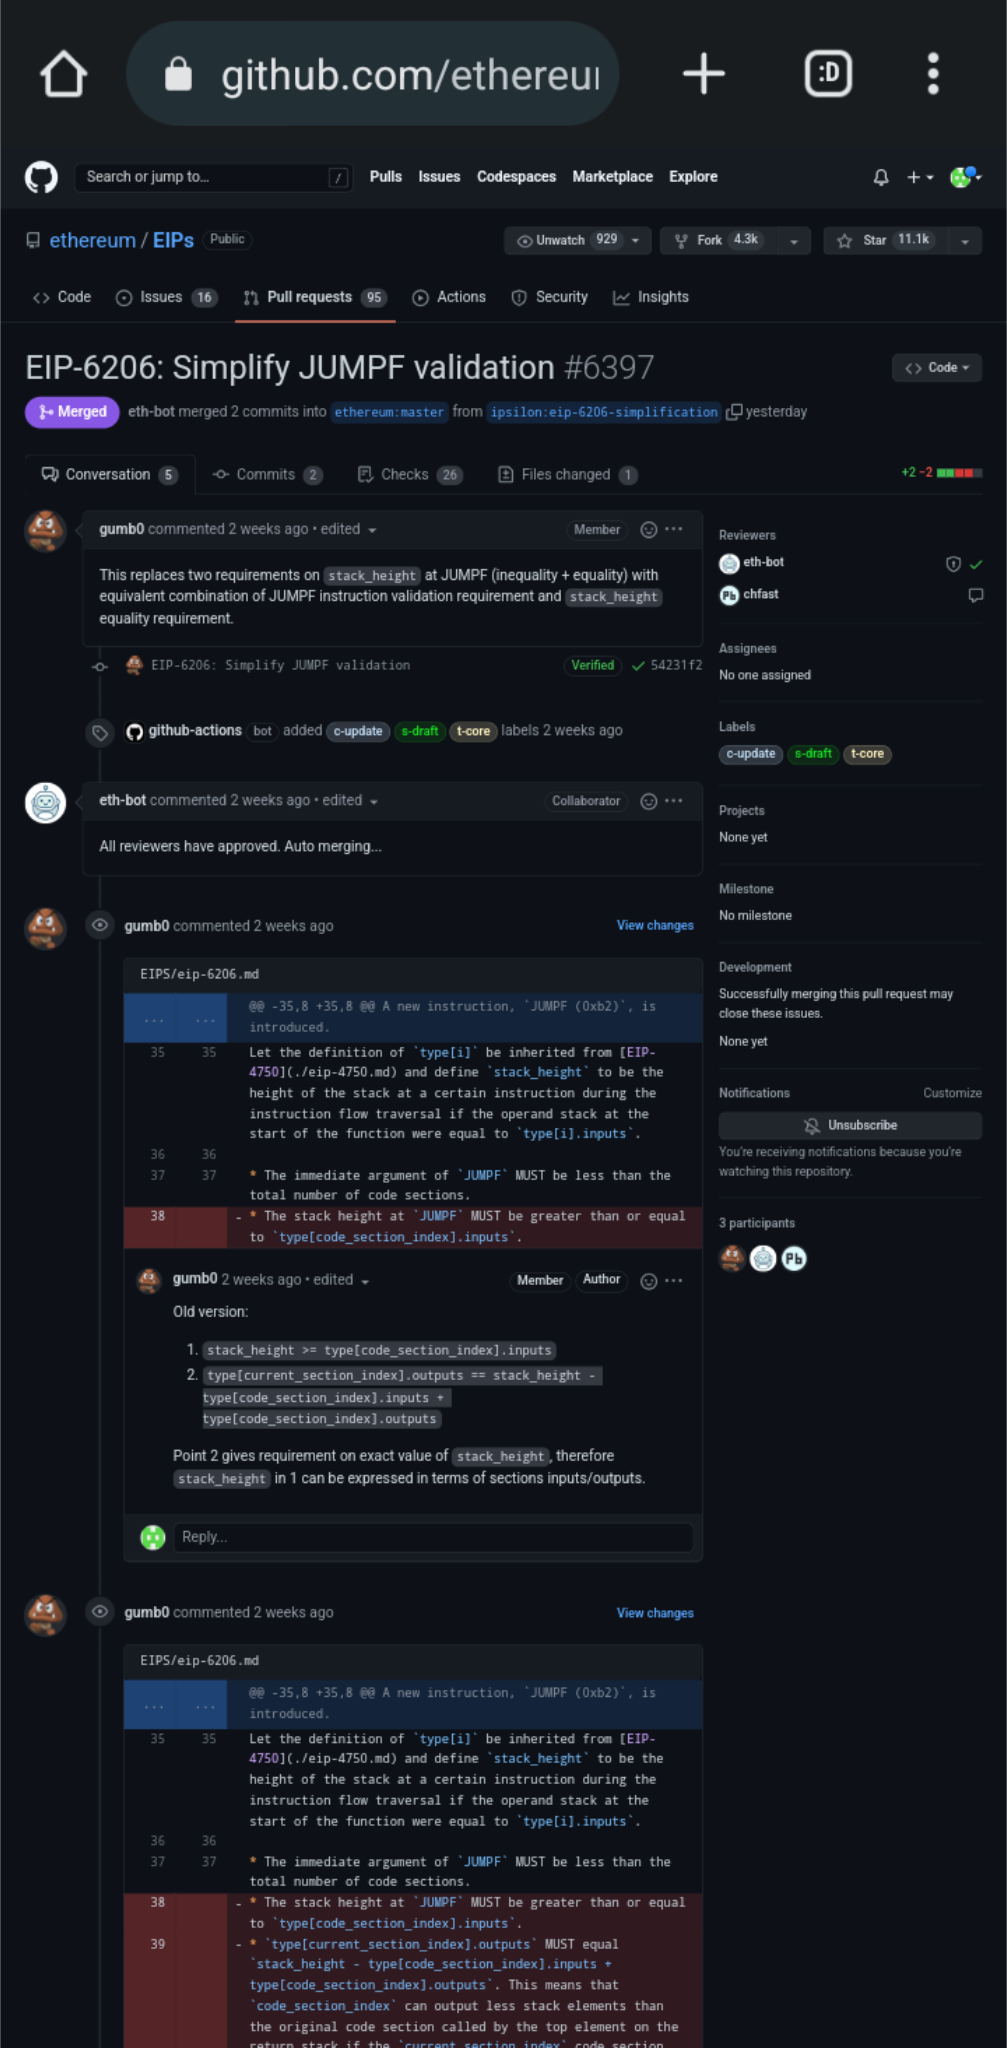 github.com/ethereu
:D
Search or jump to...
/
Pulls Issues Codespaces Marketplace Explore
ethereum / EIPs Public
Unwatch 929
Fork 4.3k
Star 11.1k
Code
Issues 16
Pull requests 95
Actions
Security
Insights
EIP-6206: Simplify JUMPF validation #6397
<> Code
Merged
eth-bot merged 2 commits into ethereum:master from ipsilon:eip-6206-simplification yesterday
Conversation 5
Commits 2
Checks 26
Files changed 1
+2 −2
gumb0 commented 2 weeks ago • edited
Member
This replaces two requirements on stack_height at JUMPF (inequality + equality) with
equivalent combination of JUMPF instruction validation requirement and stack_height
equality requirement.
EIP-6206: Simplify JUMPF validation
Verified
54231f2
github-actions bot added c-update s-draft t-core labels 2 weeks ago
eth-bot commented 2 weeks ago • edited
Collaborator
All reviewers have approved. Auto merging...
gumb0 commented 2 weeks ago
View changes
EIPS/eip-6206.md
... ... @@ -35,8 +35,8 @@ A new instruction, `JUMPF (0xb2)`, is
introduced.
35 35 Let the definition of `type[i]` be inherited from [EIP-
4750](./eip-4750.md) and define `stack_height` to be the
height of the stack at a certain instruction during the
instruction flow traversal if the operand stack at the
start of the function were equal to `type[i].inputs`.
36 36
37 37 * The immediate argument of `JUMPF` MUST be less than the
total number of code sections.
38 - * The stack height at `JUMPF` MUST be greater than or equal
to `type[code_section_index].inputs`.
gumb0 2 weeks ago • edited
Member Author
Old version:
1. stack_height >= type[code_section_index].inputs
2. type[current_section_index].outputs == stack_height -
type[code_section_index].inputs +
type[code_section_index].outputs
Point 2 gives requirement on exact value of stack_height, therefore
stack_height in 1 can be expressed in terms of sections inputs/outputs.
Reply...
gumb0 commented 2 weeks ago
View changes
EIPS/eip-6206.md
... ... @@ -35,8 +35,8 @@ A new instruction, `JUMPF (0xb2)`, is
introduced.
35 35 Let the definition of `type[i]` be inherited from [EIP-
4750](./eip-4750.md) and define `stack_height` to be the
height of the stack at a certain instruction during the
instruction flow traversal if the operand stack at the
start of the function were equal to `type[i].inputs`.
36 36
37 37 * The immediate argument of `JUMPF` MUST be less than the
total number of code sections.
38 - * The stack height at `JUMPF` MUST be greater than or equal
to `type[code_section_index].inputs`.
39 - * `type[current_section_index].outputs` MUST equal
`stack_height - type[code_section_index].inputs +
type[code_section_index].outputs`. This means that
`code_section_index` can output less stack elements than
the original code section called by the top element on the
return stack if the `current_section_index` code section
Reviewers
eth-bot
Pb chfast
Assignees
No one assigned
Labels
c-update s-draft t-core
Projects
None yet
Milestone
No milestone
Development
Successfully merging this pull request may
close these issues.
None yet
Notifications Customize
Unsubscribe
You're receiving notifications because you're
watching this repository.
3 participants
Pb